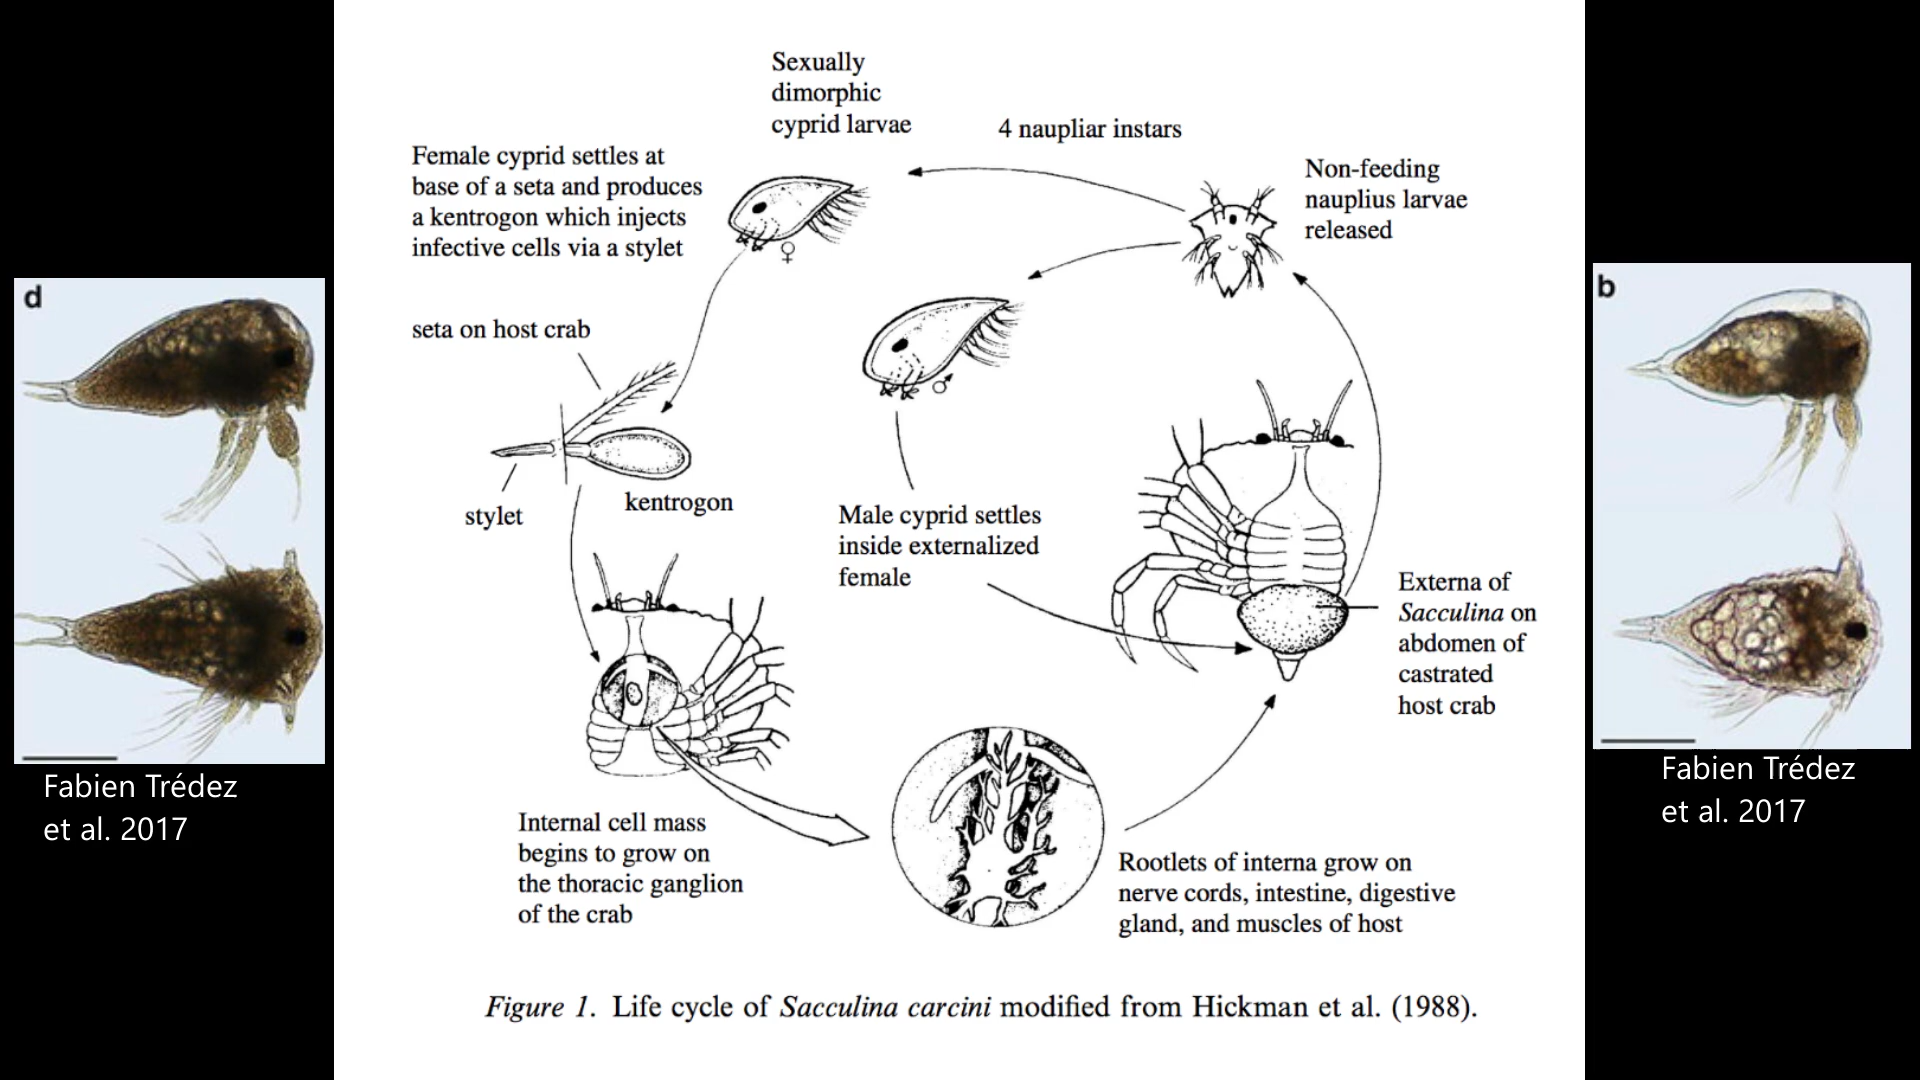 Sexually
dimorphic
cyprid larvae
4 naupliar instars
Female cyprid settles at
base of a seta and produces
a kentrogon which injects
infective cells via a stylet
Non-feeding
nauplius larvae
released
♀
d
b
seta on host crab
♂
stylet
kentrogon
Male cyprid settles
inside externalized
female
Externa of
Sacculina on
abdomen of
castrated
host crab
Fabien Trédez
et al. 2017
Fabien Trédez
et al. 2017
Internal cell mass
begins to grow on
the thoracic ganglion
of the crab
Rootlets of interna grow on
nerve cords, intestine, digestive
gland, and muscles of host
Figure 1. Life cycle of Sacculina carcini modified from Hickman et al. (1988).